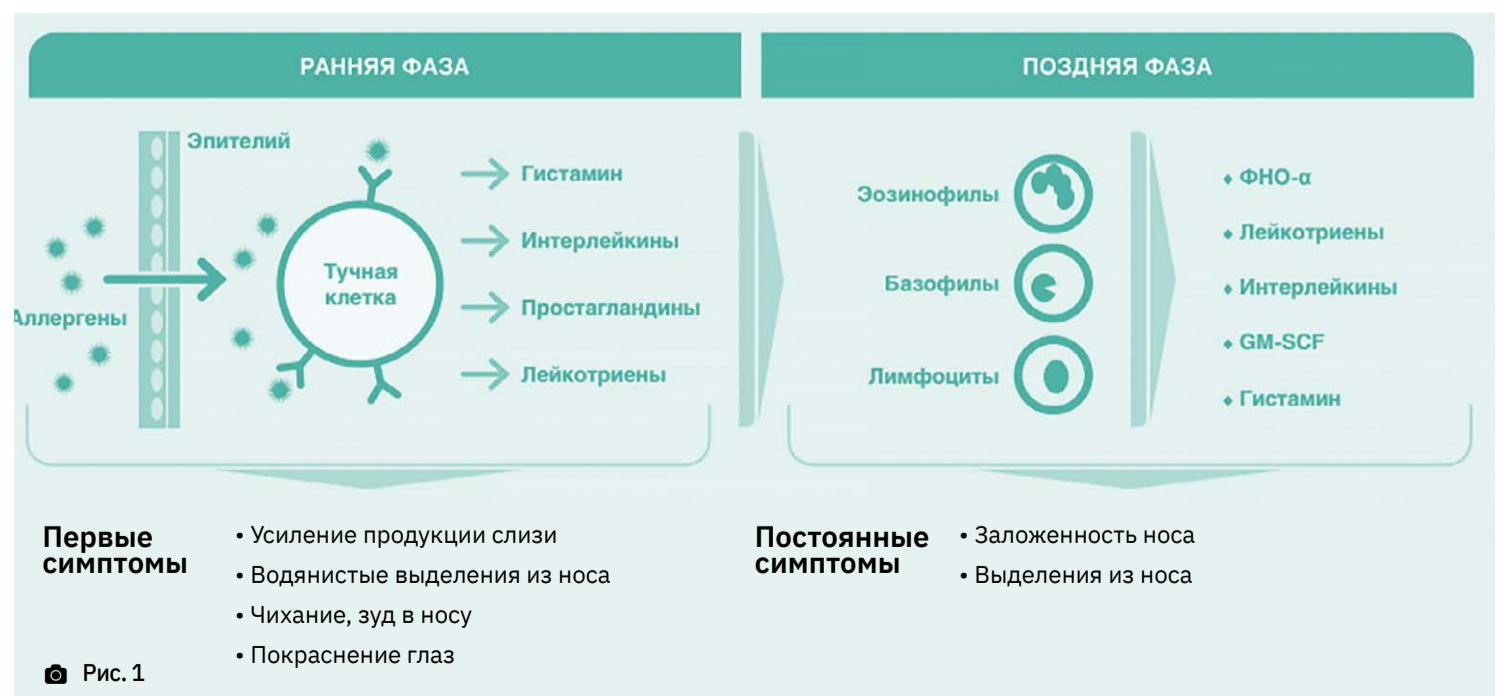 РАННЯЯ ФАЗА
Эпителий
Аллергены
Тучная
клетка
Гистамин
Интерлейкины
Простагландины
Лейкотриены
Первые
симптомы
• Усиление продукции слизи
• Водянистые выделения из носа
• Чихание, зуд в носу
• Покраснение глаз
ПОЗДНЯЯ ФАЗА
Эозинофилы
Базофилы
Лимфоциты
♦ ФНО-α
♦ Лейкотриены
♦ Интерлейкины
♦ GM-SCF
♦ Гистамин
Постоянные
симптомы
• Заложенность носа
• Выделения из носа
Рис. 1